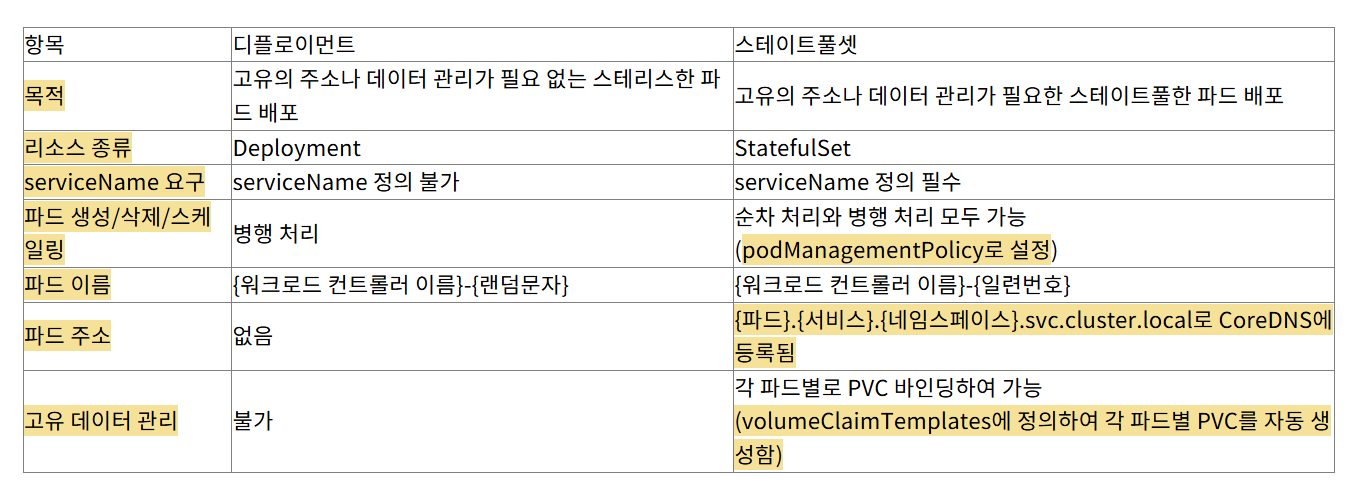 항목 디플로이먼트 스테이트풀셋
목적 고유의 주소나 데이터 관리가 필요 없는 스테리스한 파
드 배포 고유의 주소나 데이터 관리가 필요한 스테이트풀한 파드 배포
리소스 종류 Deployment StatefulSet
serviceName 요구 serviceName 정의 불가 serviceName 정의 필수
파드 생성/삭제/스케
일링 병행 처리 순차 처리와 병행 처리 모두 가능
(podManagementPolicy로 설정)
파드 이름 {워크로드 컨트롤러 이름}-{랜덤문자} {워크로드 컨트롤러 이름}-{일련번호}
파드 주소 없음 {파드}.{서비스}.{네임스페이스}.svc.cluster.local로 CoreDNS에
등록됨
고유 데이터 관리 불가 각 파드별로 PVC 바인딩하여 가능
(volumeClaimTemplates에 정의하여 각 파드별 PVC를 자동 생
성함)